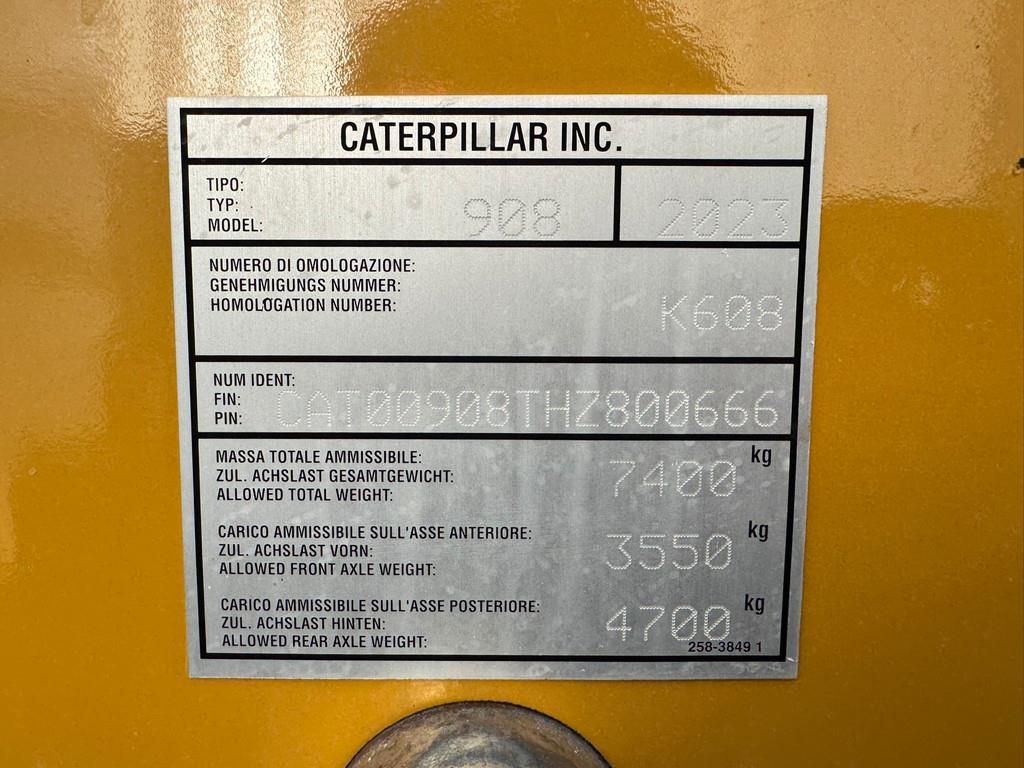 CATERPILLAR INC.
TIPO:
TYP:
MODEL: 908 2023
NUMERO DI OMOLOGAZIONE:
GENEHMIGUNGS NUMMER:
HOMOLOGATION NUMBER: K608
NUM IDENT:
FIN:
PIN: CAT00908THZ800666
MASSA TOTALE AMMISSIBILE:
ZUL. ACHSLAST GESAMTGEWICHT:
ALLOWED TOTAL WEIGHT: 7400 kg
CARICO AMMISSIBILE SULL'ASSE ANTERIORE:
ZUL. ACHSLAST VORN:
ALLOWED FRONT AXLE WEIGHT: 3550 kg
CARICO AMMISSIBILE SULL'ASSE POSTERIORE:
ZUL. ACHSLAST HINTEN:
ALLOWED REAR AXLE WEIGHT: 4700 kg
258-3849 1